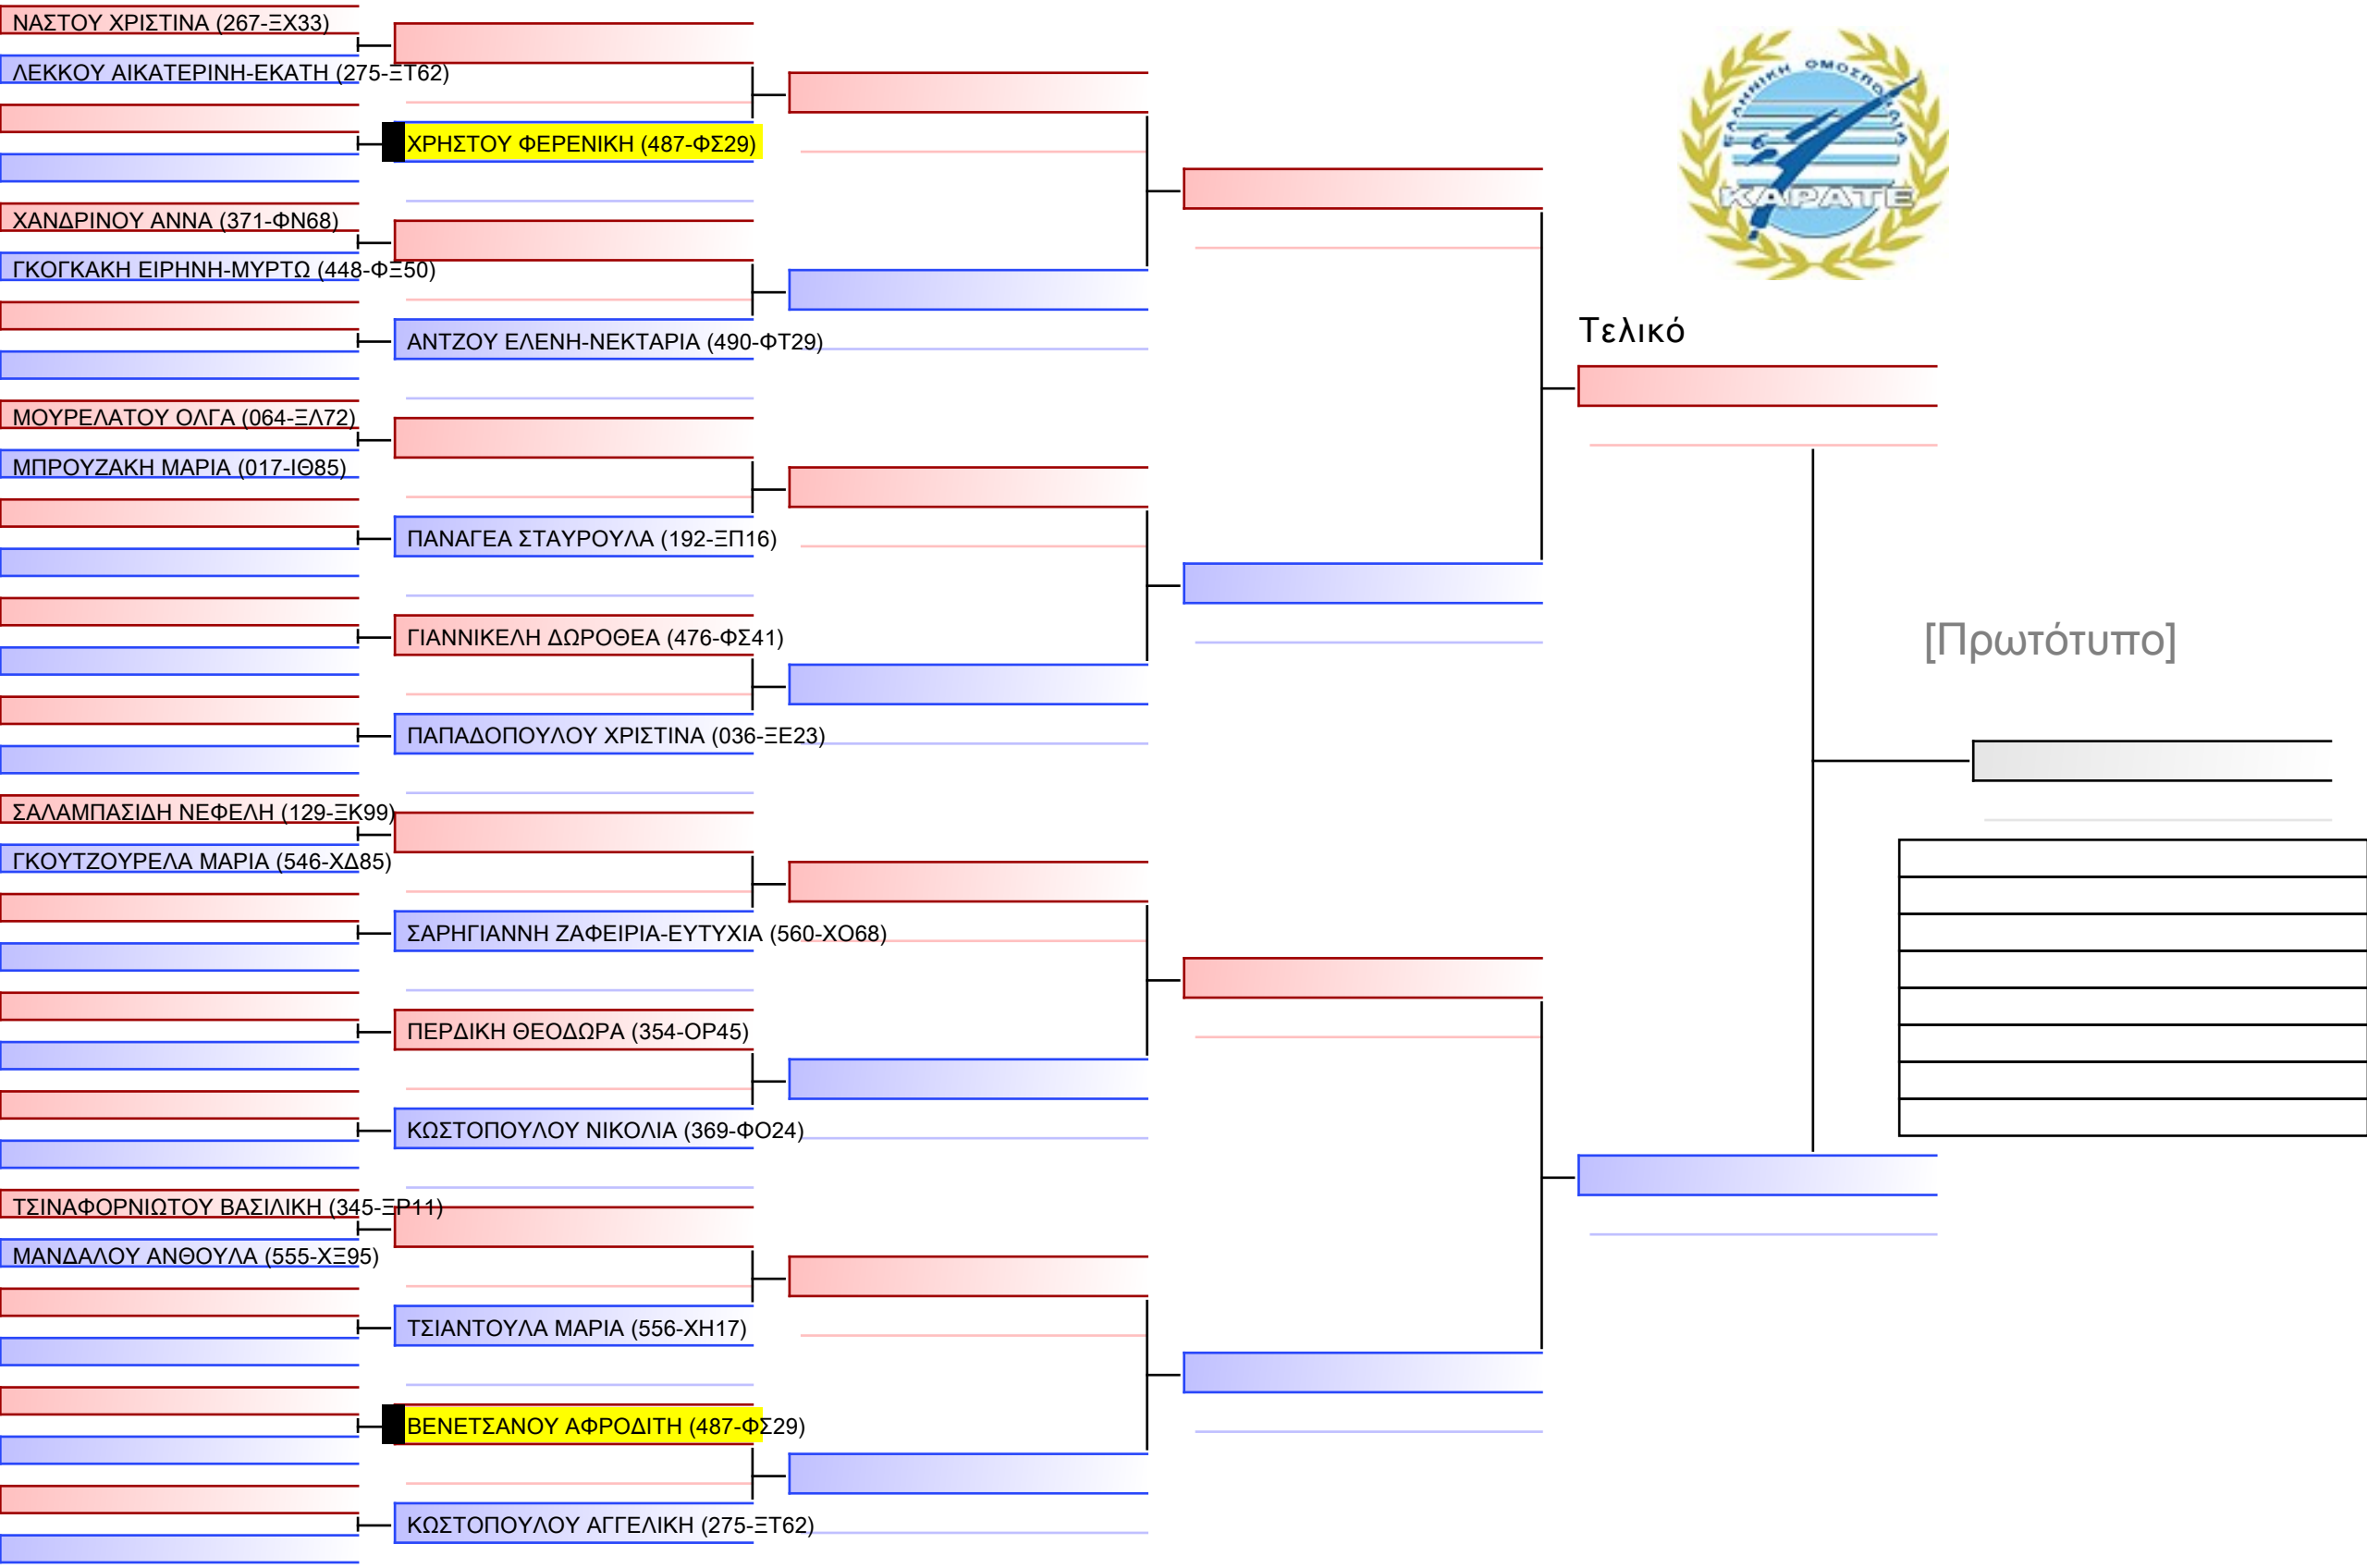 ΝΑΣΤΟΥ ΧΡΙΣΤΙΝΑ (267-ΞΧ33)
ΛΕΚΚΟΥ ΑΙΚΑΤΕΡΙΝΗ-ΕΚΑΤΗ (275-ΞΤ62)
ΧΡΗΣΤΟΥ ΦΕΡΕΝΙΚΗ (487-ΦΣ29)
ΧΑΝΔΡΙΝΟΥ ΑΝΝΑ (371-ΦΝ68)
ΓΚΟΓΚΑΚΗ ΕΙΡΗΝΗ-ΜΥΡΤΩ (448-ΦΞ50)
ΑΝΤΖΟΥ ΕΛΕΝΗ-ΝΕΚΤΑΡΙΑ (490-ΦΤ29)
ΜΟΥΡΕΛΑΤΟΥ ΟΛΓΑ (064-ΞΛ72)
ΜΠΡΟΥΖΑΚΗ ΜΑΡΙΑ (017-ΙΘ85)
ΠΑΝΑΓΕΑ ΣΤΑΥΡΟΥΛΑ (192-ΞΠ16)
ΓΙΑΝΝΙΚΕΛΗ ΔΩΡΟΘΕΑ (476-ΦΣ41)
ΠΑΠΑΔΟΠΟΥΛΟΥ ΧΡΙΣΤΙΝΑ (036-ΞΕ23)
ΣΑΛΑΜΠΑΣΙΔΗ ΝΕΦΕΛΗ (129-ΞΚ99)
ΓΚΟΥΤΖΟΥΡΕΛΑ ΜΑΡΙΑ (546-ΧΔ85)
ΣΑΡΗΓΙΑΝΝΗ ΖΑΦΕΙΡΙΑ-ΕΥΤΥΧΙΑ (560-ΧΟ68)
ΠΕΡΔΙΚΗ ΘΕΟΔΩΡΑ (354-ΟΡ45)
ΚΩΣΤΟΠΟΥΛΟΥ ΝΙΚΟΛΙΑ (369-ΦΟ24)
ΤΣΙΝΑΦΟΡΝΙΩΤΟΥ ΒΑΣΙΛΙΚΗ (345-ΞΡ11)
ΜΑΝΔΑΛΟΥ ΑΝΘΟΥΛΑ (555-ΧΞ95)
ΤΣΙΑΝΤΟΥΛΑ ΜΑΡΙΑ (556-ΧΗ17)
ΒΕΝΕΤΣΑΝΟΥ ΑΦΡΟΔΙΤΗ (487-ΦΣ29)
ΚΩΣΤΟΠΟΥΛΟΥ ΑΓΓΕΛΙΚΗ (275-ΞΤ62)
ΕΛΛΗΝΙΚΗ ΟΜΟΣΠΟΝΔΙΑ
ΚΑΡΑΤΕ
Τελικό
[Πρωτότυπο]